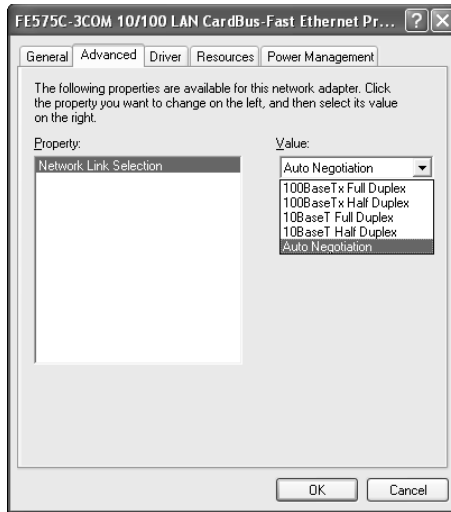 FE575C-3COM 10/100 LAN CardBus-Fast Ethernet Pr...
General Advanced Driver Resources Power Management
The following properties are available for this network adapter. Click
the property you want to change on the left, and then select its value
on the right.
Property:
Network Link Selection
Value:
Auto Negotiation
100BaseTx Full Duplex
100BaseTx Half Duplex
10BaseT Full Duplex
10BaseT Half Duplex
Auto Negotiation
OK Cancel